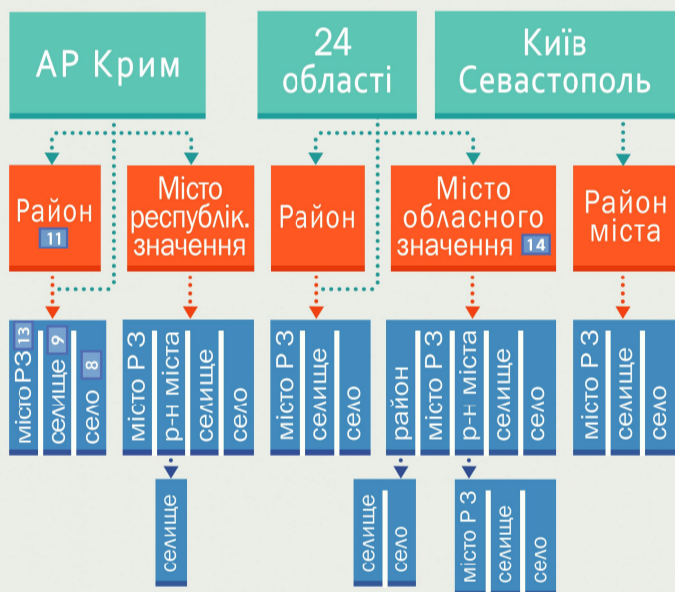 АР Крим
24
області
Київ
Севастополь
Район
11
Місто
республік.
значення
Район
Місто
обласного
значення 14
Район
міста
місто Р З 13
селище 9
село 8
місто Р З
р-н міста
селище
село
місто Р З
селище
село
район
місто Р З
р-н міста
селище
село
місто Р З
селище
село
селище
селище
село
місто Р З
селище
село